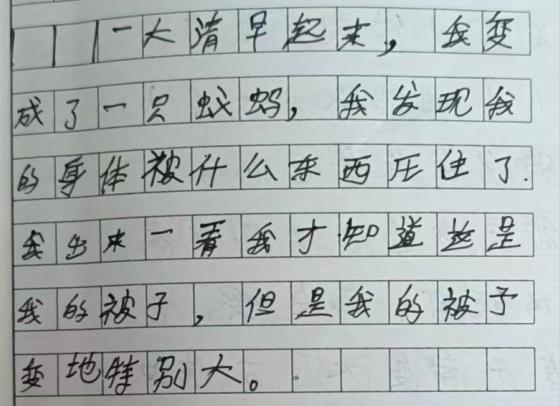 一大清早起来，我变
成了一只蚂蚂，我发现我
的身体被什么东西压住了.
我出来一看我才知道这是
我的被子，但是我的被子
变地特别大。